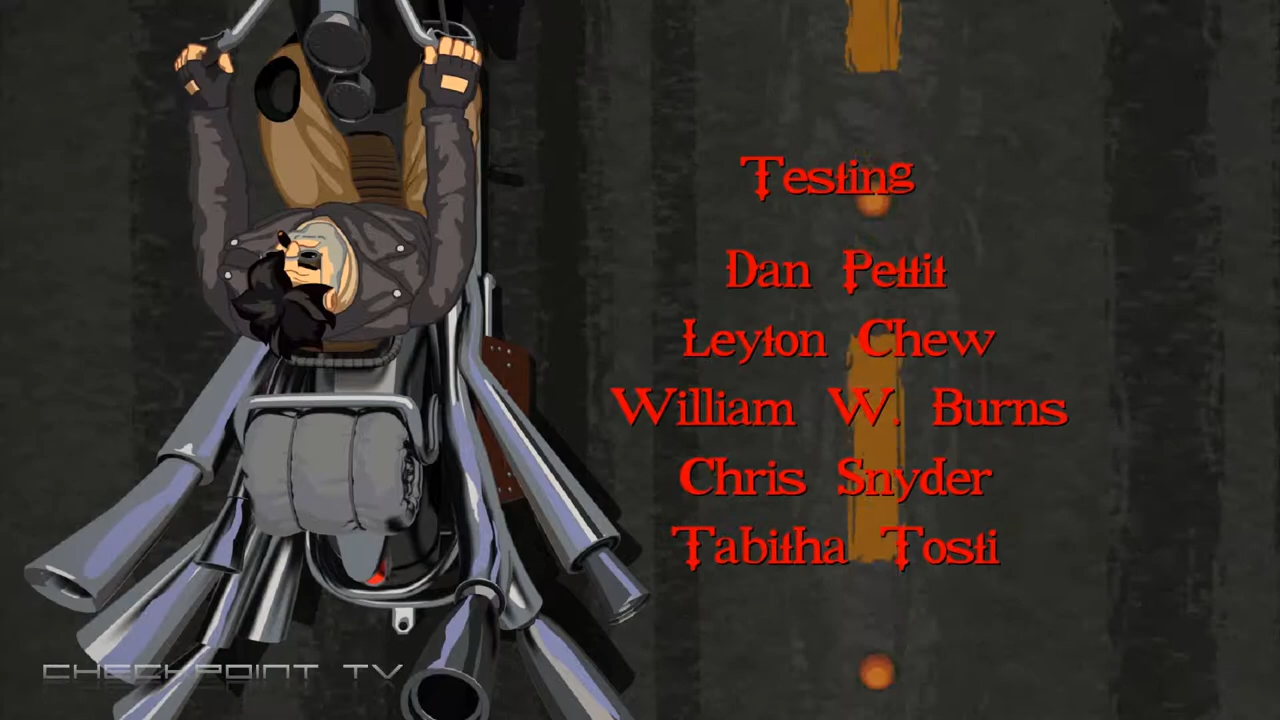 Testing
Dan Pettit
Leyton Chew
William W. Burns
Chris Snyder
Tabitha Tosti
CHECKPOINT TV